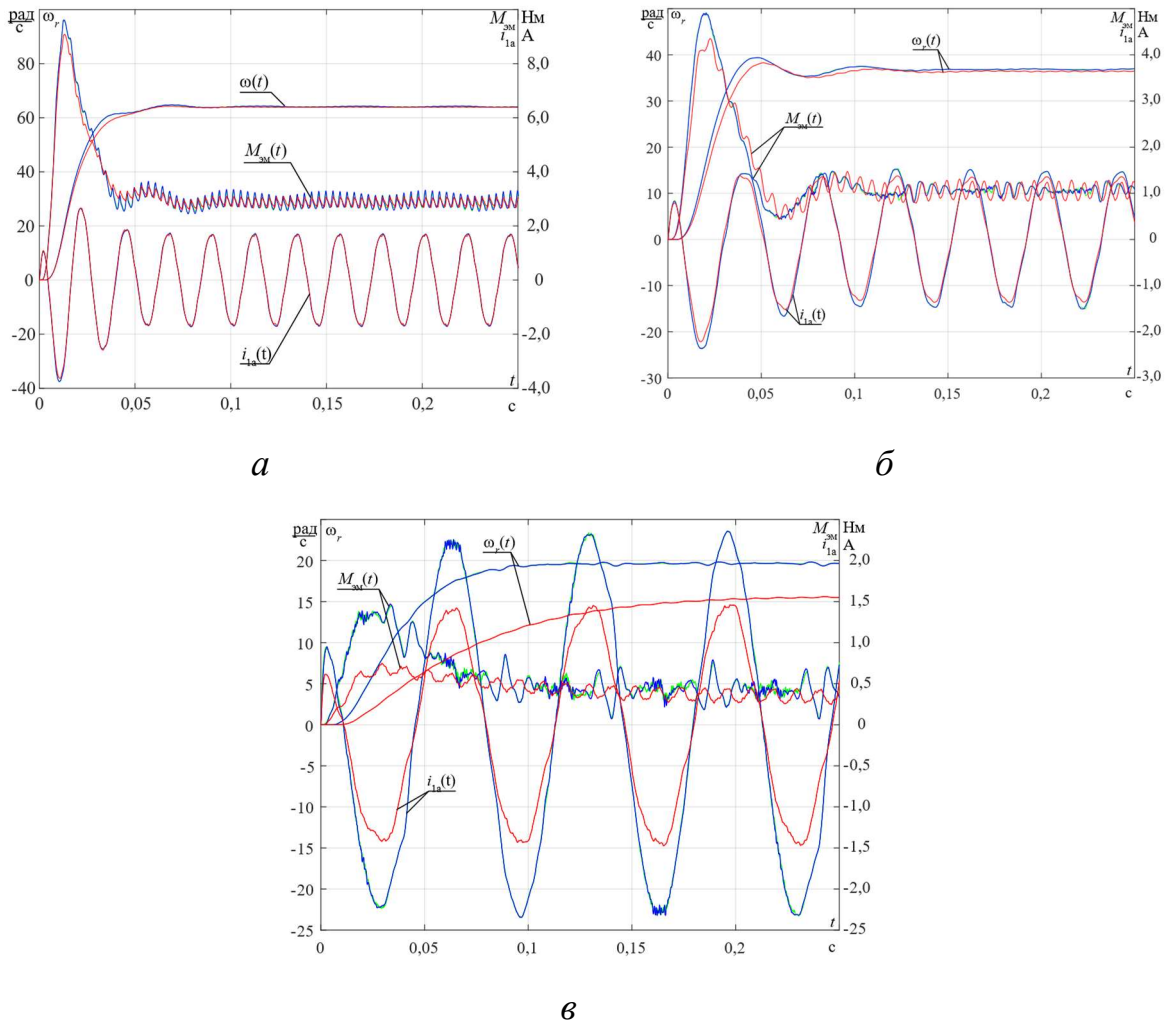 рад
с
ω_r
M_эм
i_1a
Нм
А
80
60
40
20
0
-20
-40
8,0
6,0
4,0
2,0
0
-2,0
-4,0
ω(t)
M_эм(t)
i_1a(t)
0
0,05
0,1
0,15
0,2
t
с
а
рад
с
ω_r
M_эм
i_1a
Нм
А
40
30
20
10
0
-10
-20
-30
4,0
3,0
2,0
1,0
0
-1,0
-2,0
-3,0
ω_r(t)
M_эм(t)
i_1a(t)
0
0,05
0,1
0,15
0,2
t
с
б
рад
с
ω_r
M_эм
i_1a
Нм
А
20
15
10
5
0
-5
-10
-15
-20
-25
2,0
1,5
1,0
0,5
0
-0,5
-1,0
-1,5
2,0
-25
M_эм(t)
ω_r(t)
i_1a(t)
0
0,05
0,1
0,15
0,2
t
с
в